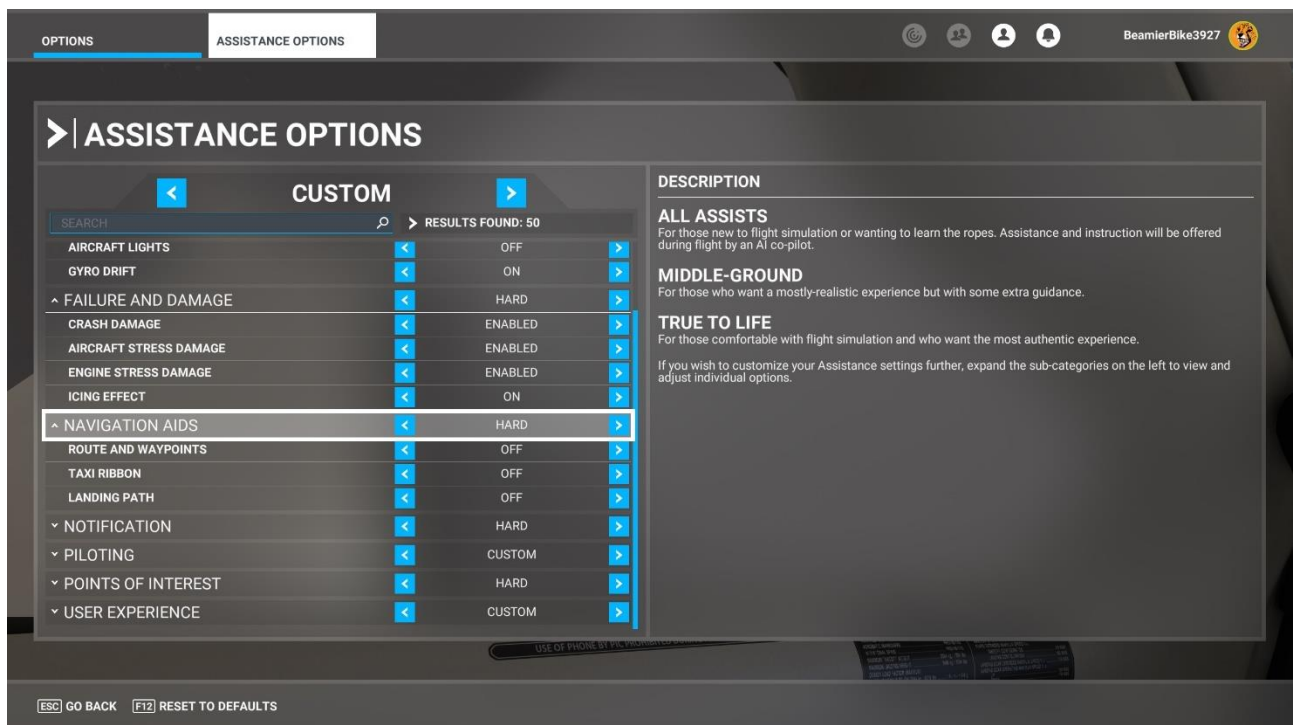 OPTIONS
ASSISTANCE OPTIONS
BeamierBike3927
ASSISTANCE OPTIONS
CUSTOM
SEARCH
RESULTS FOUND: 50
AIRCRAFT LIGHTS OFF
GYRO DRIFT ON
FAILURE AND DAMAGE HARD
CRASH DAMAGE ENABLED
AIRCRAFT STRESS DAMAGE ENABLED
ENGINE STRESS DAMAGE ENABLED
ICING EFFECT ON
NAVIGATION AIDS HARD
ROUTE AND WAYPOINTS OFF
TAXI RIBBON OFF
LANDING PATH OFF
NOTIFICATION HARD
PILOTING CUSTOM
POINTS OF INTEREST HARD
USER EXPERIENCE CUSTOM
DESCRIPTION
ALL ASSISTS
For those new to flight simulation or wanting to learn the ropes. Assistance and instruction will be offered
during flight by an AI co-pilot.
MIDDLE-GROUND
For those who want a mostly-realistic experience but with some extra guidance.
TRUE TO LIFE
For those comfortable with flight simulation and who want the most authentic experience.
If you wish to customize your Assistance settings further, expand the sub-categories on the left to view and
adjust individual options.
USE OF PHONE BY PIC
ESC GO BACK F12 RESET TO DEFAULTS